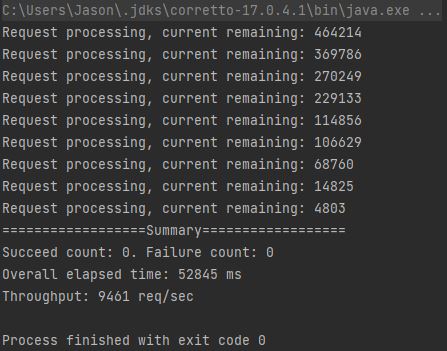 C:\Users\Jason\.jdks\corretto-17.0.4.1\bin\java.exe ...
Request processing, current remaining: 464214
Request processing, current remaining: 369786
Request processing, current remaining: 270249
Request processing, current remaining: 229133
Request processing, current remaining: 114856
Request processing, current remaining: 106629
Request processing, current remaining: 68760
Request processing, current remaining: 14825
Request processing, current remaining: 4803
==================Summary==================
Succeed count: 0. Failure count: 0
Overall elapsed time: 52845 ms
Throughput: 9461 req/sec
Process finished with exit code 0